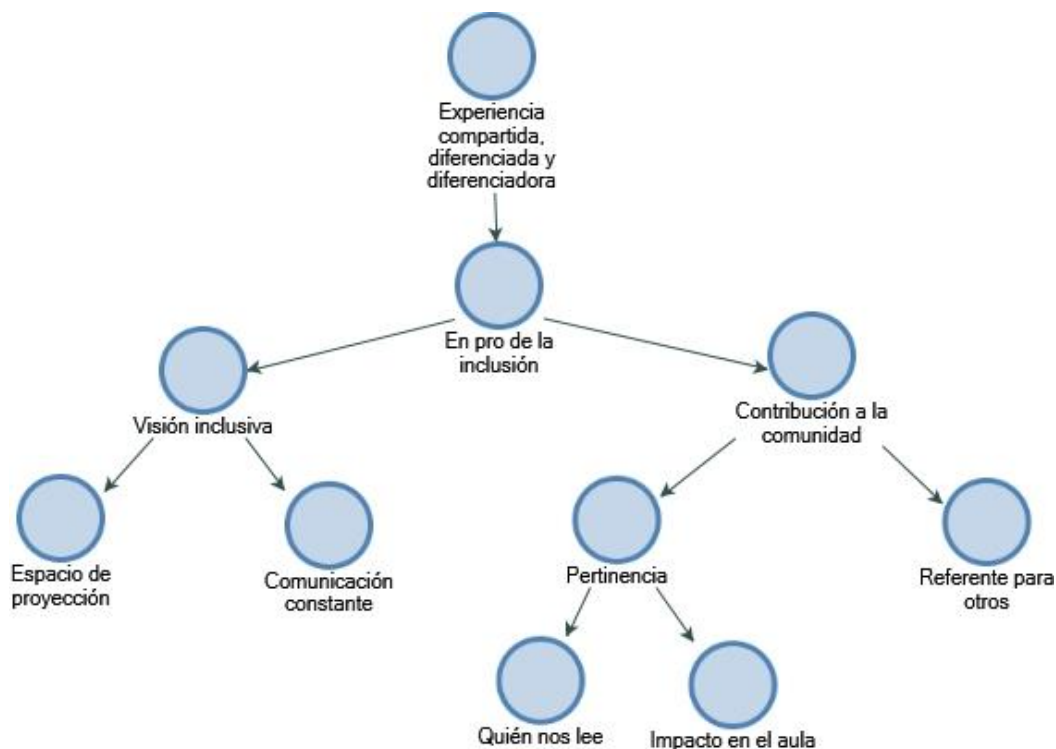 Experiencia
compartida,
diferenciada y
diferenciadora
En pro de la
inclusión
Visión inclusiva
Contribución a la
comunidad
Espacio de
proyección
Comunicación
constante
Pertinencia
Referente para
otros
Quién nos lee
Impacto en el aula